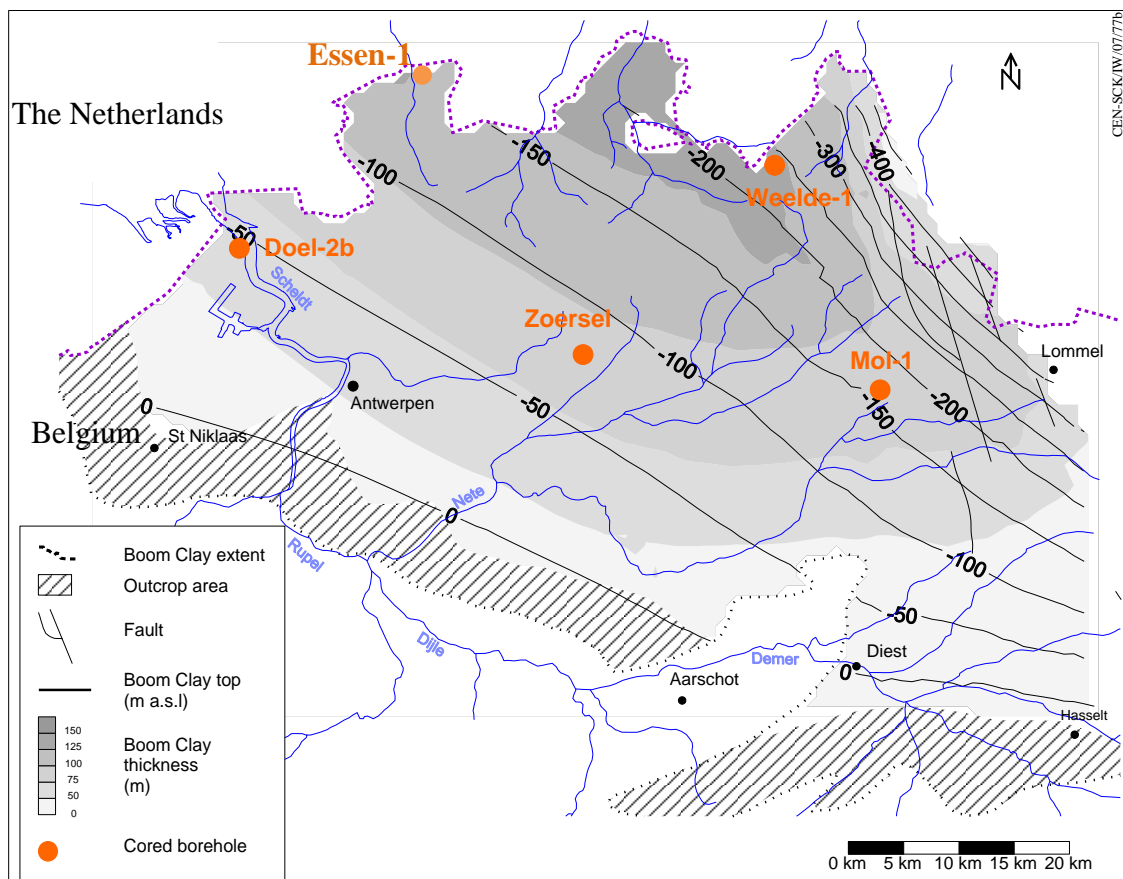 CEN-SCK/IW/07/77b
Essen-1
N
The Netherlands
-150
-100
-200
-300
-400
Weelde-1
-50
Doel-2b
Scheldt
Zoersel
-100
Mol-1
Lommel
Antwerpen
-50
-150
-200
0
Belgium
St Niklaas
Nete
0
Rupel
-100
-50
Dijle
Demer
Diest
0
Aarschot
Hasselt
Boom Clay extent
Outcrop area
Fault
Boom Clay top
(m a.s.l)
150
125
100
75
50
0
Boom Clay
thickness
(m)
Cored borehole
0 km 5 km 10 km 15 km 20 km